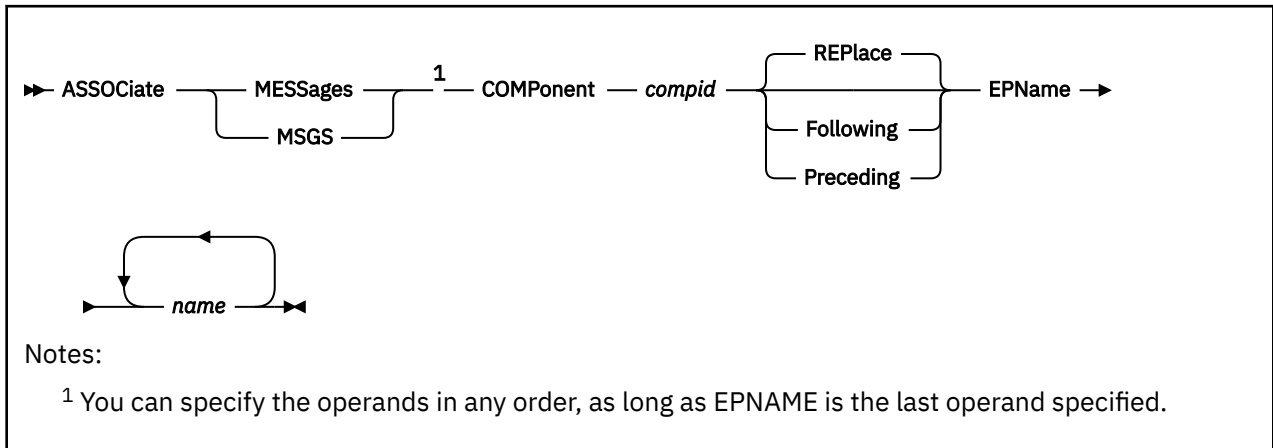 REPlace
1
ASSOCiate MESSages COMPonent compid EPName
MSGS
Following
Preceding
name
Notes:
1 You can specify the operands in any order, as long as EPNAME is the last operand specified.